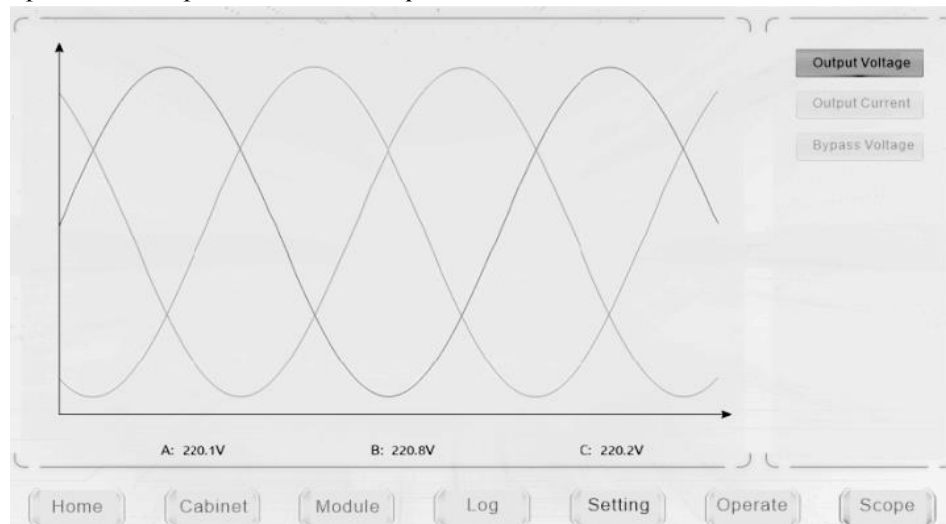 Output Voltage
Output Current
Bypass Voltage
A: 220.1V B: 220.8V C: 220.2V
Home Cabinet Module Log Setting Operate Scope